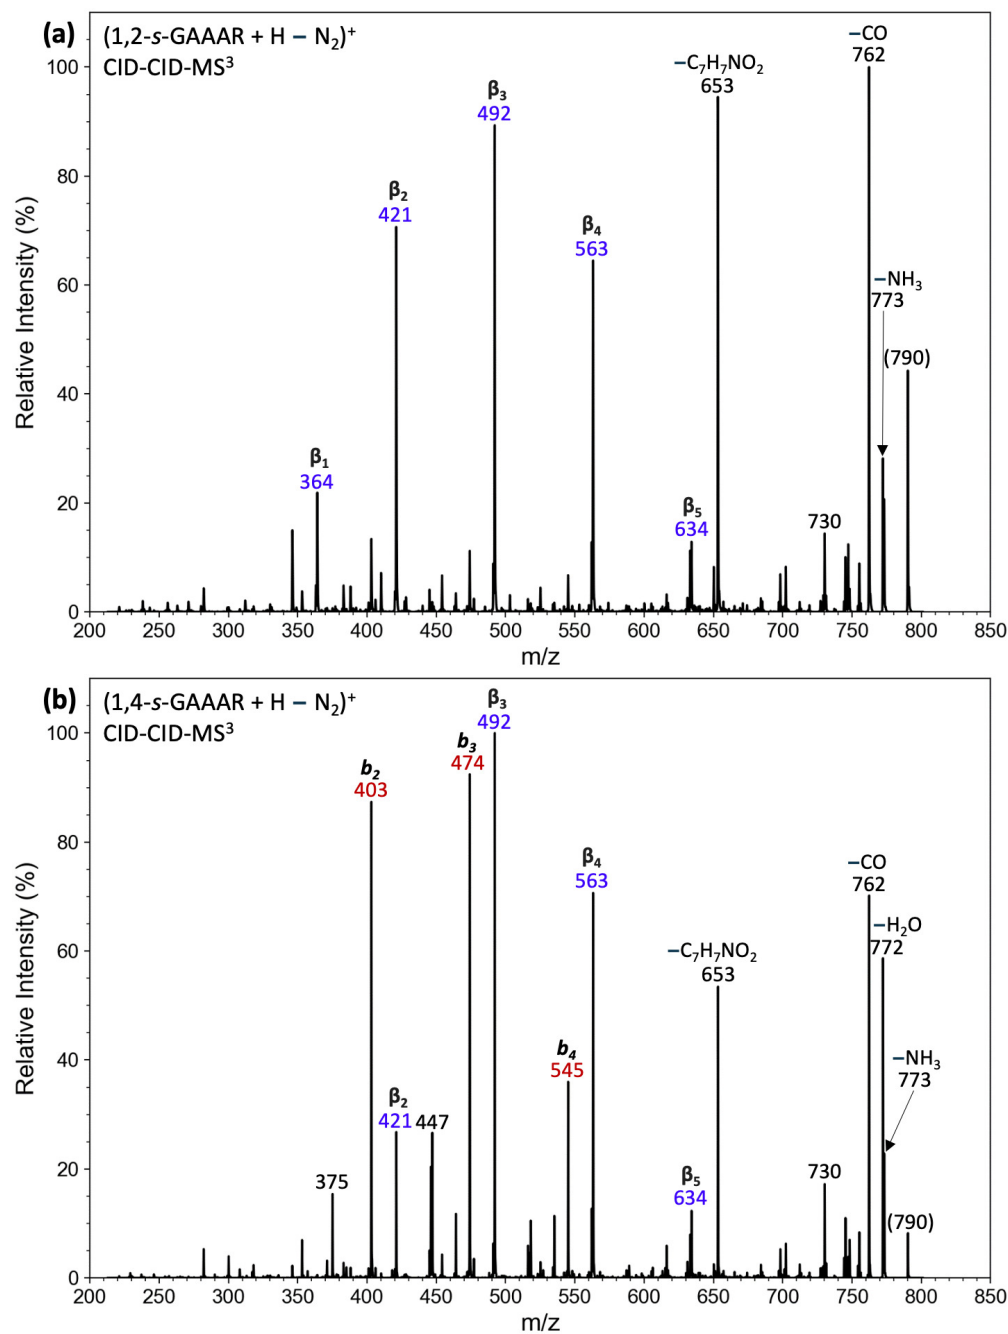 (a)
(1,2-s-GAAAR + H – N₂)⁺
CID-CID-MS³
–CO
762
–C₇H₇NO₂
653
β₃
492
β₂
421
β₄
563
–NH₃
773
(790)
β₁
364
β₅
634
730
Relative Intensity (%)
100
80
60
40
20
0
200 250 300 350 400 450 500 550 600 650 700 750 800 850
m/z
(b)
(1,4-s-GAAAR + H – N₂)⁺
CID-CID-MS³
β₃
492
b₃
474
b₂
403
β₄
563
–CO
762
–H₂O
772
–C₇H₇NO₂
653
b₄
545
–NH₃
773
β₂
421
447
375
β₅
634
730
(790)
Relative Intensity (%)
100
80
60
40
20
0
200 250 300 350 400 450 500 550 600 650 700 750 800 850
m/z